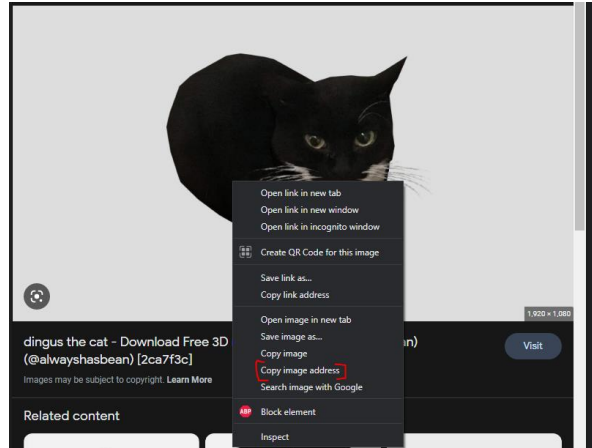 Open link in new tab
Open link in new window
Open link in incognito window
Create QR Code for this image
Save link as...
Copy link address
1,920 × 1,080
Open image in new tab
Save image as...
Copy image
Copy image address
Search image with Google
ABP Block element
Inspect
dingus the cat - Download Free 3D n)
(@alwayshasbean) [2ca7f3c]
Visit
Images may be subject to copyright. Learn More
Related content